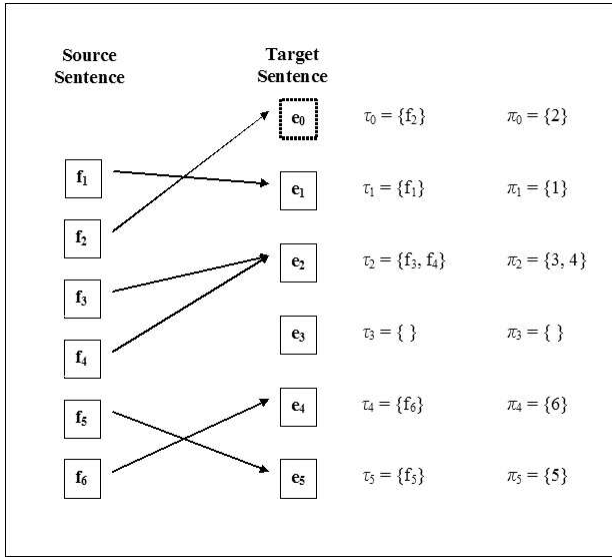 Source Sentence
Target Sentence
e₀ τ₀ = {f₂} π₀ = {2}
f₁ e₁ τ₁ = {f₁} π₁ = {1}
f₂ e₂ τ₂ = {f₃, f₄} π₂ = {3, 4}
f₃ e₃ τ₃ = { } π₃ = { }
f₄ e₄ τ₄ = {f₆} π₄ = {6}
f₅ e₅ τ₅ = {f₅} π₅ = {5}
f₆